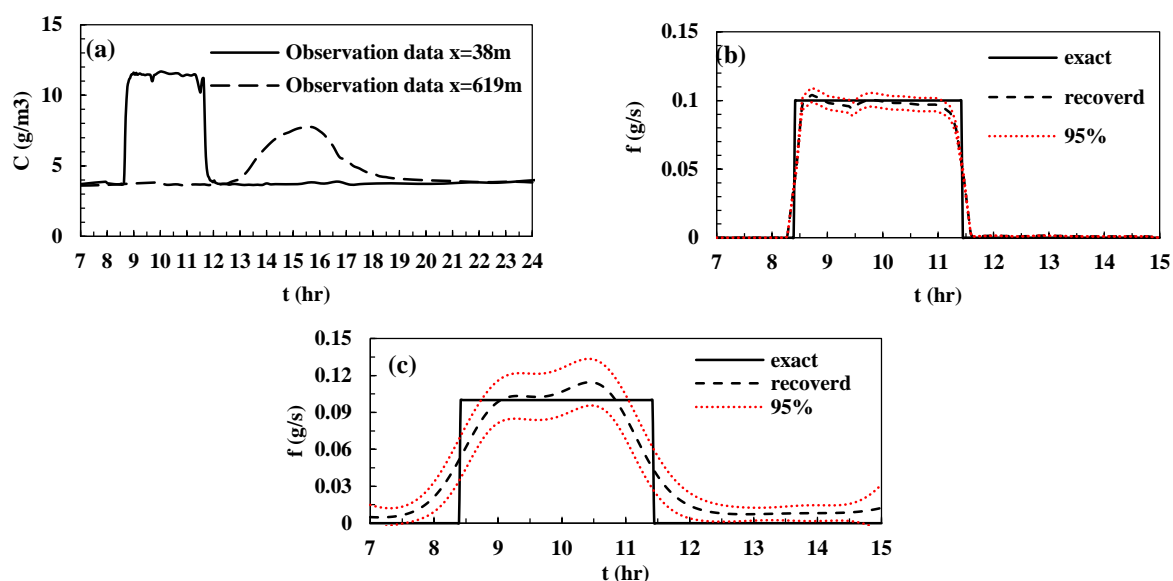 (a)
Observation data x=38m
Observation data x=619m
C (g/m3)
15
10
5
0
7 8 9 10 11 12 13 14 15 16 17 18 19 20 21 22 23 24
t (hr)
(b)
exact
recoverd
95%
f (g/s)
0.15
0.1
0.05
0
7 8 9 10 11 12 13 14 15
t (hr)
(c)
exact
recoverd
95%
f (g/s)
0.15
0.12
0.09
0.06
0.03
0
7 8 9 10 11 12 13 14 15
t (hr)